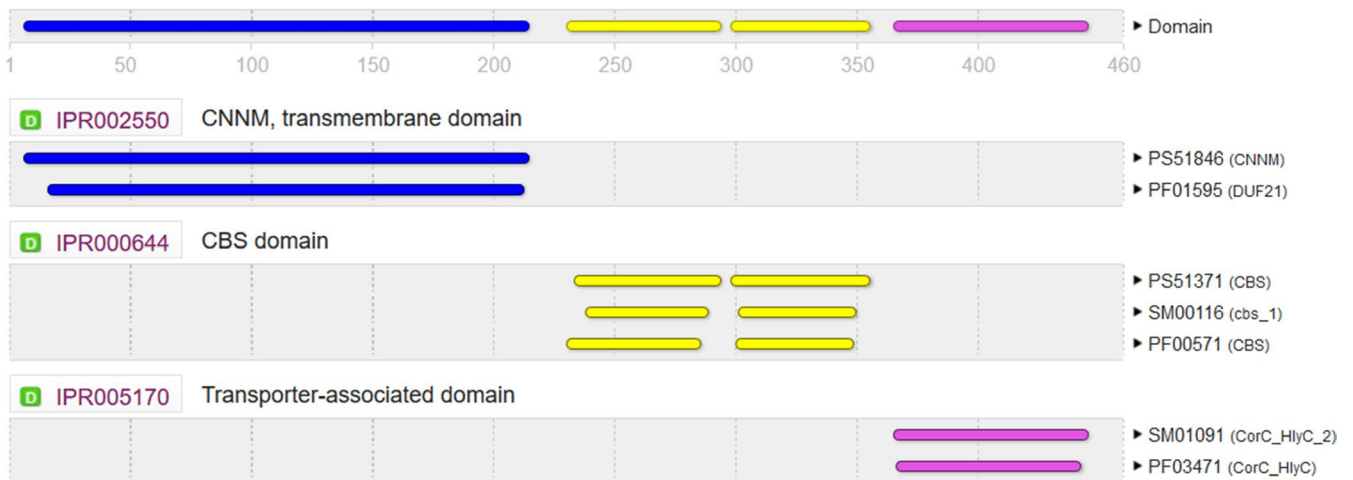 Domain
1 50 100 150 200 250 300 350 400 460
D IPR002550 CNNM, transmembrane domain
PS51846 (CNNM)
PF01595 (DUF21)
D IPR000644 CBS domain
PS51371 (CBS)
SM00116 (cbs_1)
PF00571 (CBS)
D IPR005170 Transporter-associated domain
SM01091 (CorC_HlyC_2)
PF03471 (CorC_HlyC)